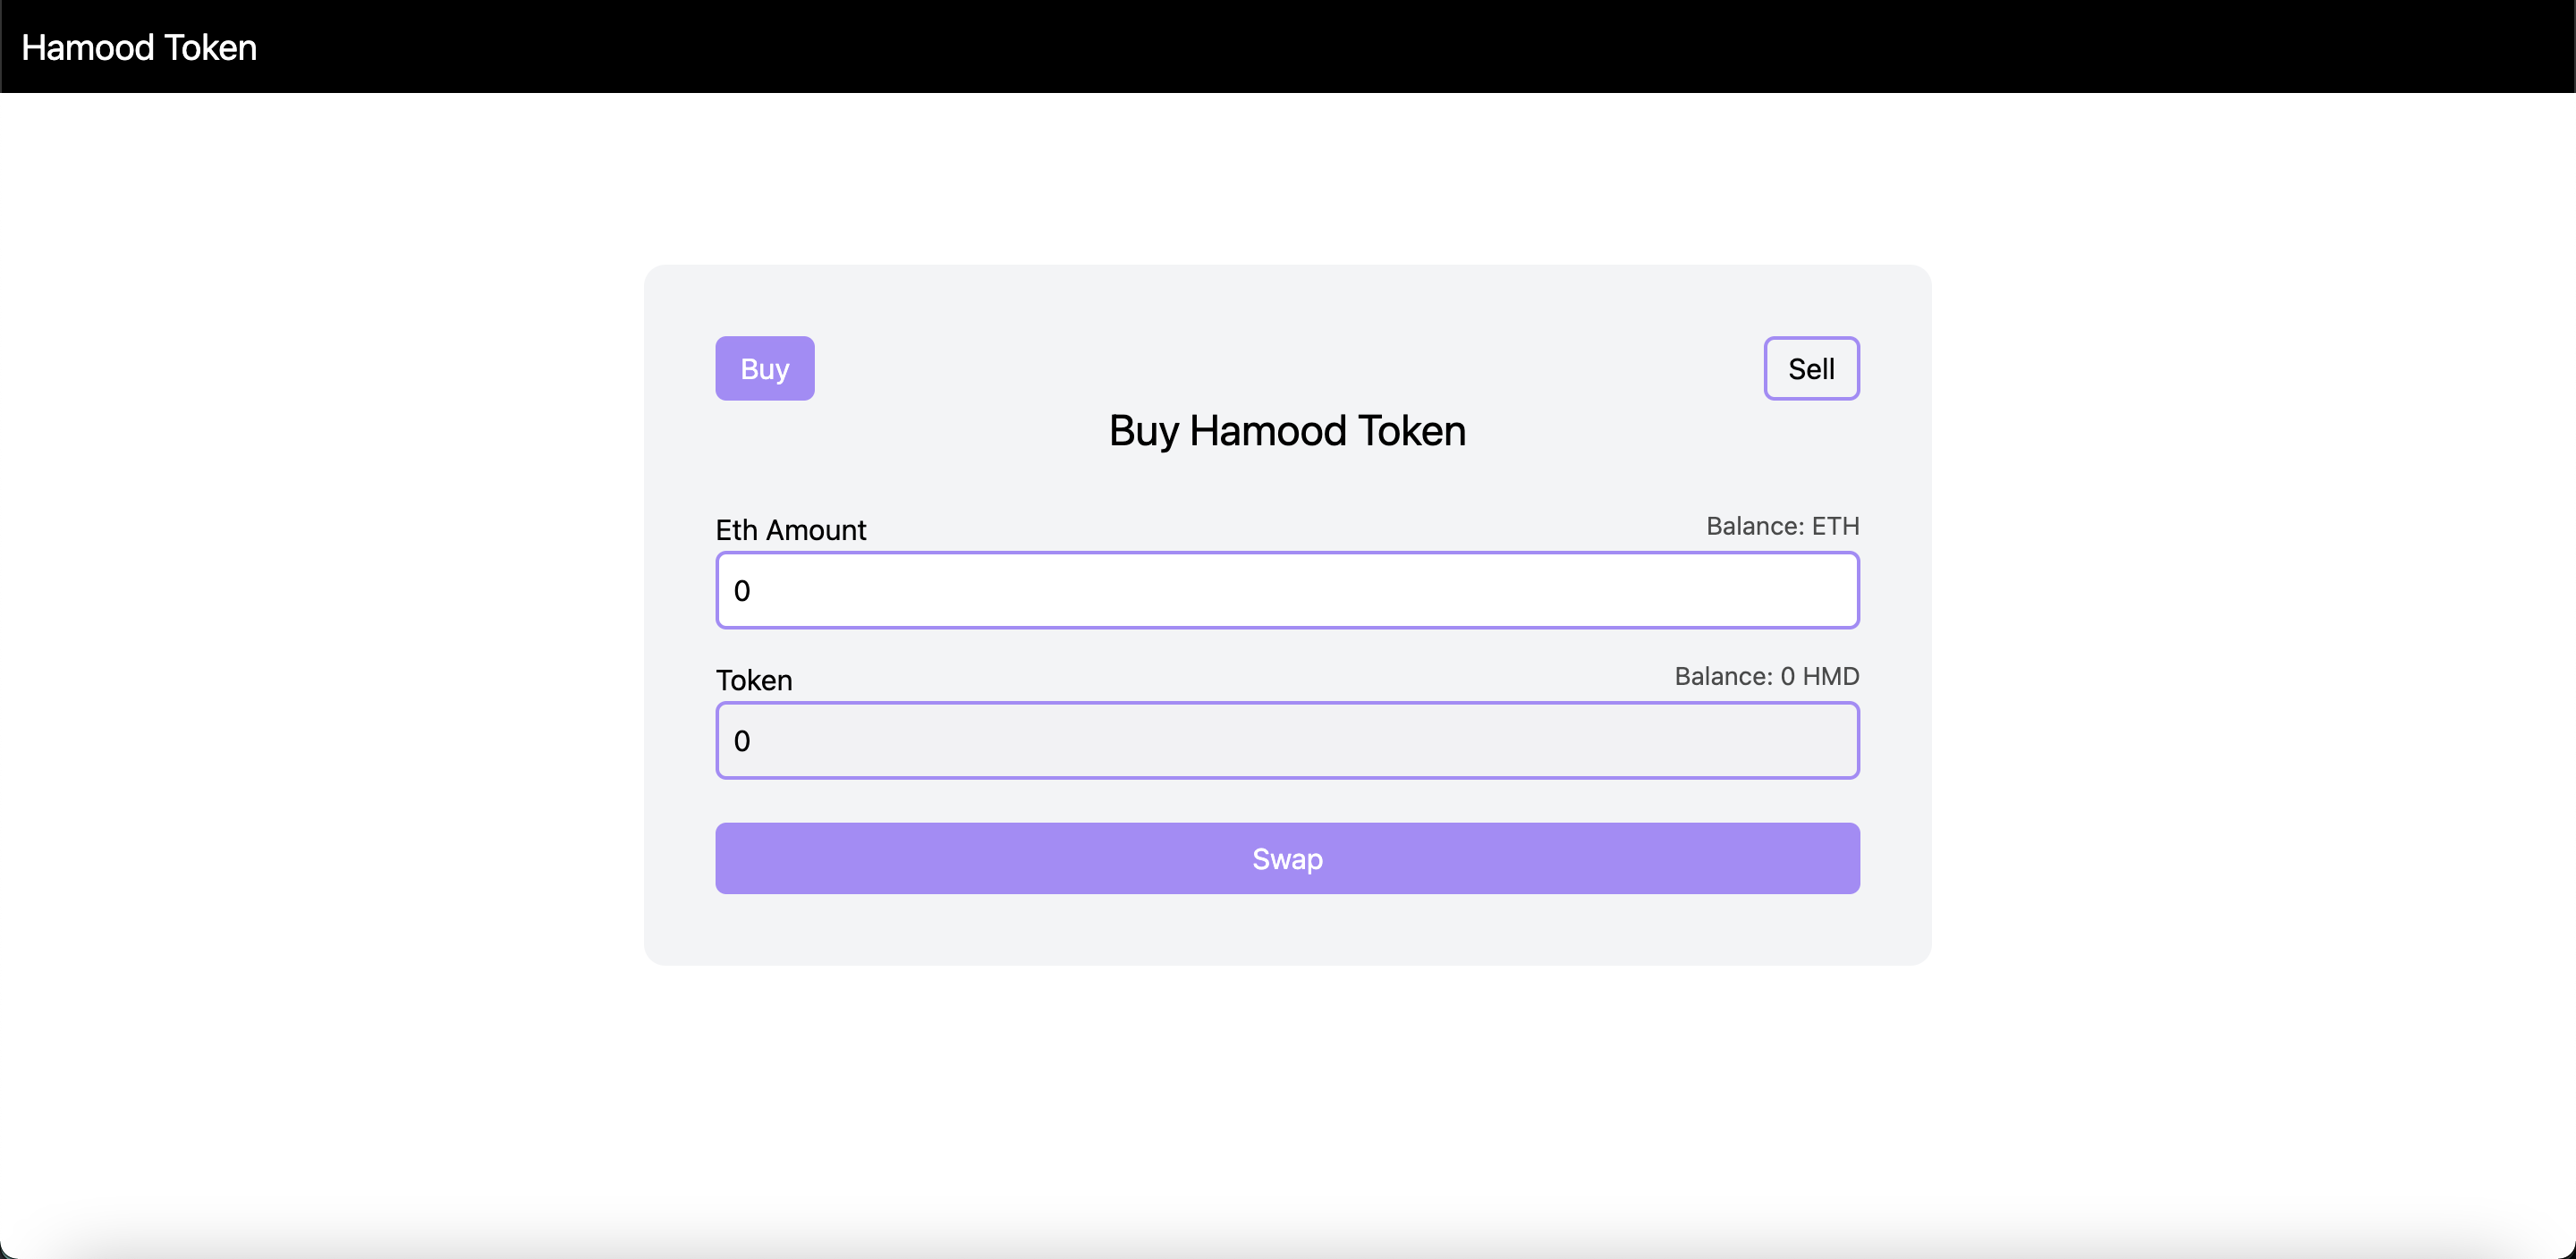 Hamood Token
Buy
Sell
Buy Hamood Token
Eth Amount
Balance: ETH
0
Token
Balance: 0 HMD
0
Swap